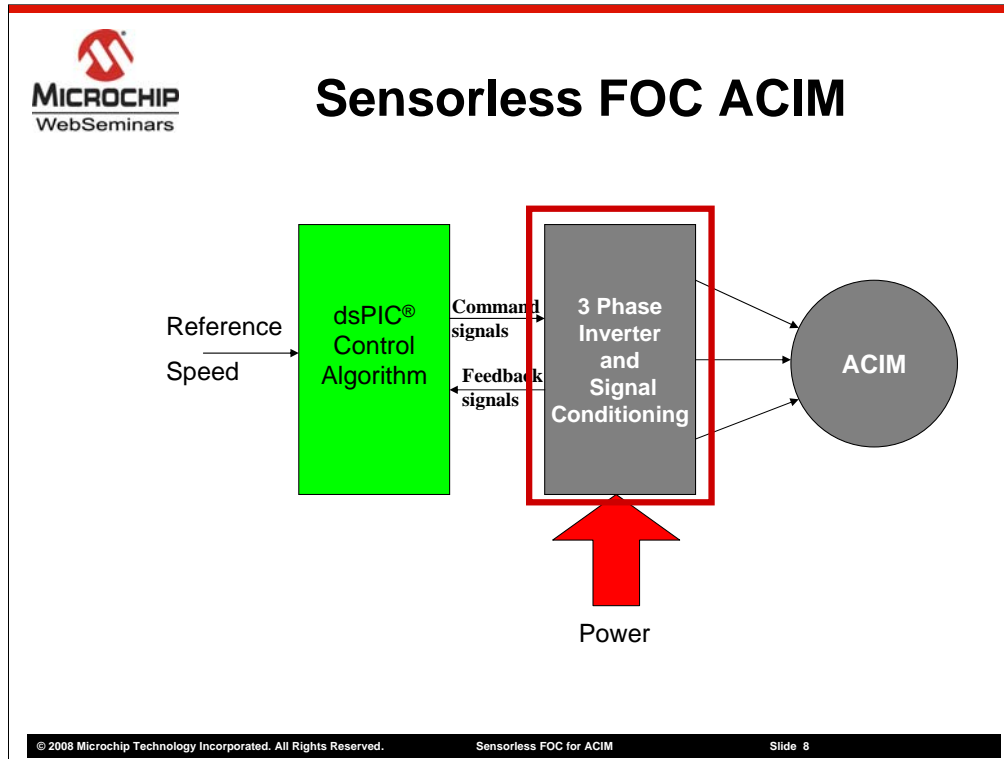 MICROCHIP
WebSeminars
Sensorless FOC ACIM
Reference
Speed
dsPIC®
Control
Algorithm
Command
signals
Feedback
signals
3 Phase
Inverter
and
Signal
Conditioning
ACIM
Power
© 2008 Microchip Technology Incorporated. All Rights Reserved. Sensorless FOC for ACIM Slide 8